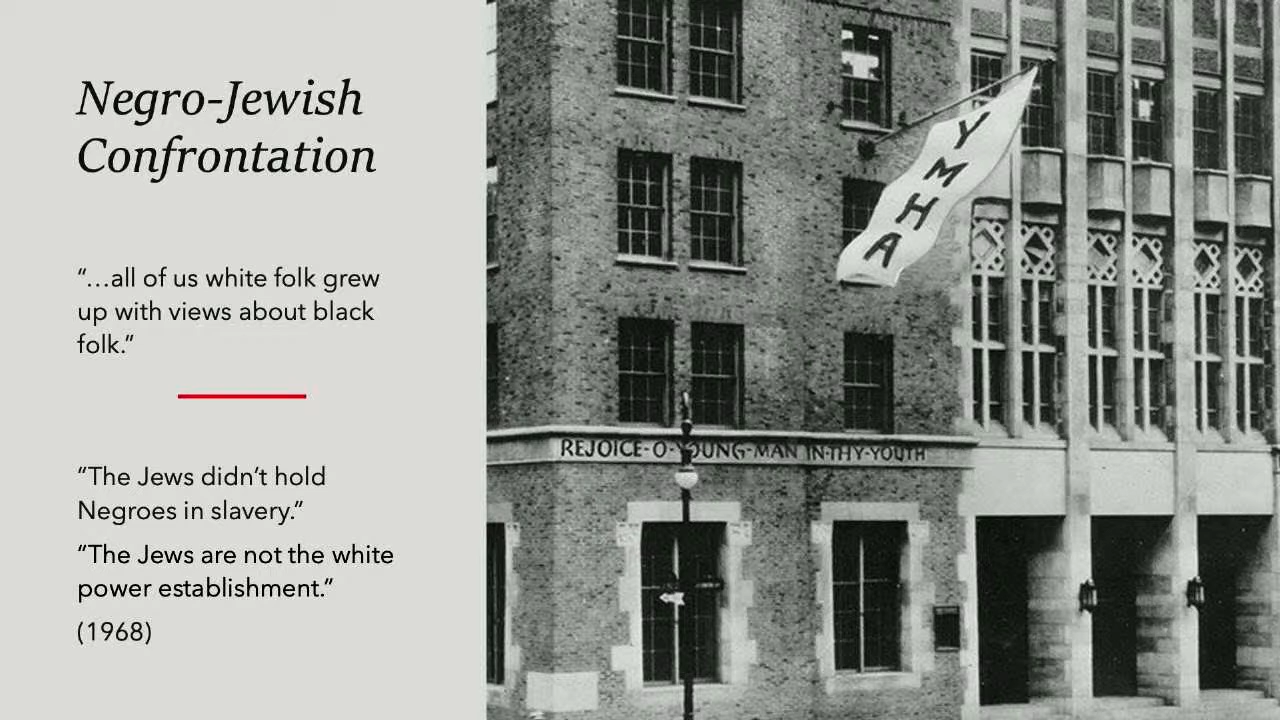 Negro-Jewish
Confrontation
“…all of us white folk grew
up with views about black
folk.”
“The Jews didn’t hold
Negroes in slavery.”
“The Jews are not the white
power establishment.”
(1968)
YMHA
REJOICE-O-YOUNG-MAN IN-THY-YOUTH